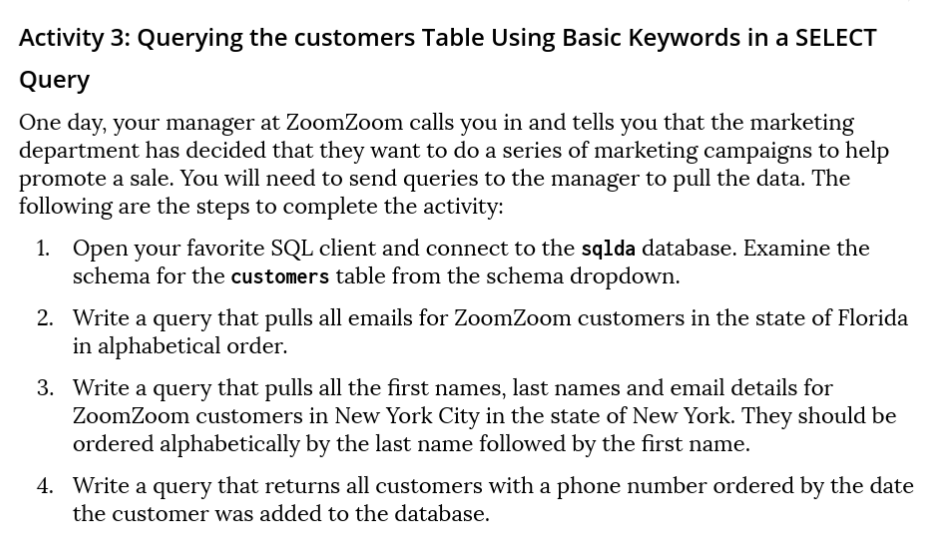 Activity 3: Querying the customers Table Using Basic Keywords in a SELECT
Query
One day, your manager at ZoomZoom calls you in and tells you that the marketing
department has decided that they want to do a series of marketing campaigns to help
promote a sale. You will need to send queries to the manager to pull the data. The
following are the steps to complete the activity:
1. Open your favorite SQL client and connect to the sqlda database. Examine the
schema for the customers table from the schema dropdown.
2. Write a query that pulls all emails for ZoomZoom customers in the state of Florida
in alphabetical order.
3. Write a query that pulls all the first names, last names and email details for
ZoomZoom customers in New York City in the state of New York. They should be
ordered alphabetically by the last name followed by the first name.
4. Write a query that returns all customers with a phone number ordered by the date
the customer was added to the database.